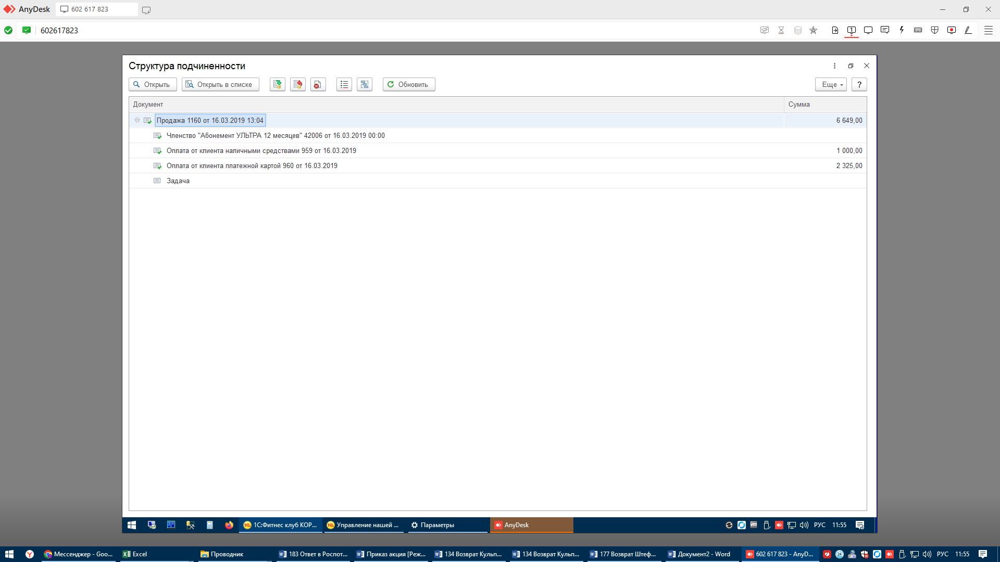 AnyDesk
602 617 823
602617823
Структура подчиненности
Открыть
Открыть в списке
Обновить
Еще
?
Документ
Сумма
Продажа 1160 от 16.03.2019 13:04
6 649,00
Членство "Абонемент УЛЬТРА 12 месяцев" 42006 от 16.03.2019 00:00
Оплата от клиента наличными средствами 959 от 16.03.2019
1 000,00
Оплата от клиента платежной картой 960 от 16.03.2019
2 325,00
Задача
1С:Фитнес клуб КОР...
Управление нашей ...
Параметры
AnyDesk
РУС
11:55
Мессенджер - Goo...
Excel
Проводник
183 Ответ в Роспот...
Приказ акция [Реж...
134 Возврат Кульп...
134 Возврат Кульп...
177 Возврат Штеф...
Документ2 - Word
602 617 823 - AnyD...
24
РУС
11:55